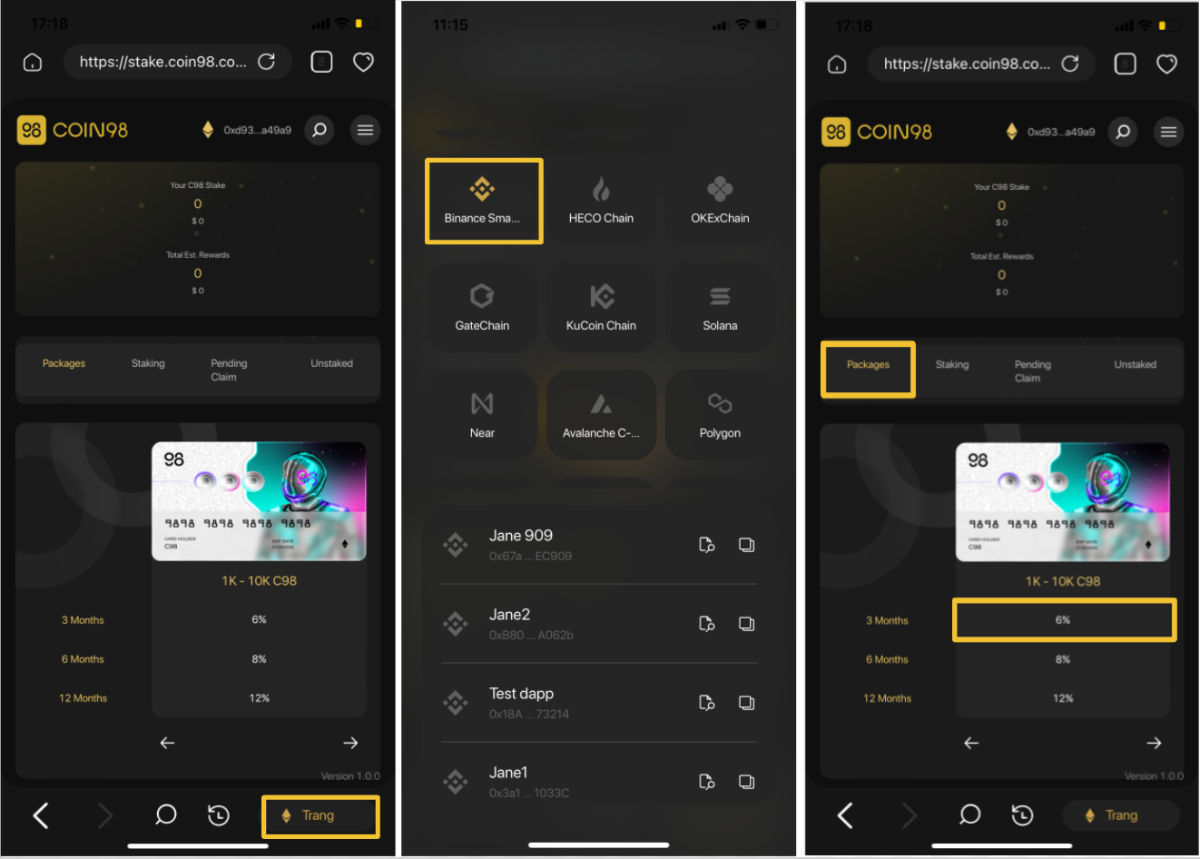 17:18
https://stake.coin98.co...
8
98 COIN98
0xd93...a49a9
Your C98 Stake
0
$ 0
Total Est. Rewards
0
$ 0
Packages Staking Pending Claim Unstaked
98
9898 9898 9898 9898
CARD HOLDER
C98
1K - 10K C98
3 Months 6%
6 Months 8%
12 Months 12%
Version 1.0.0
Trang
11:15
Binance Sma... HECO Chain OKExChain
GateChain KuCoin Chain Solana
Near Avalanche C-... Polygon
Jane 909
0x67a ... EC909
Jane2
0xB80 ... A062b
Test dapp
0x18A ... 73214
Jane1
0x3a1 ... 1033C
17:18
https://stake.coin98.co...
8
98 COIN98
0xd93...a49a9
Your C98 Stake
0
$ 0
Total Est. Rewards
0
$ 0
Packages Staking Pending Claim Unstaked
98
9898 9898 9898 9898
CARD HOLDER
C98
1K - 10K C98
3 Months 6%
6 Months 8%
12 Months 12%
Version 1.0.0
Trang